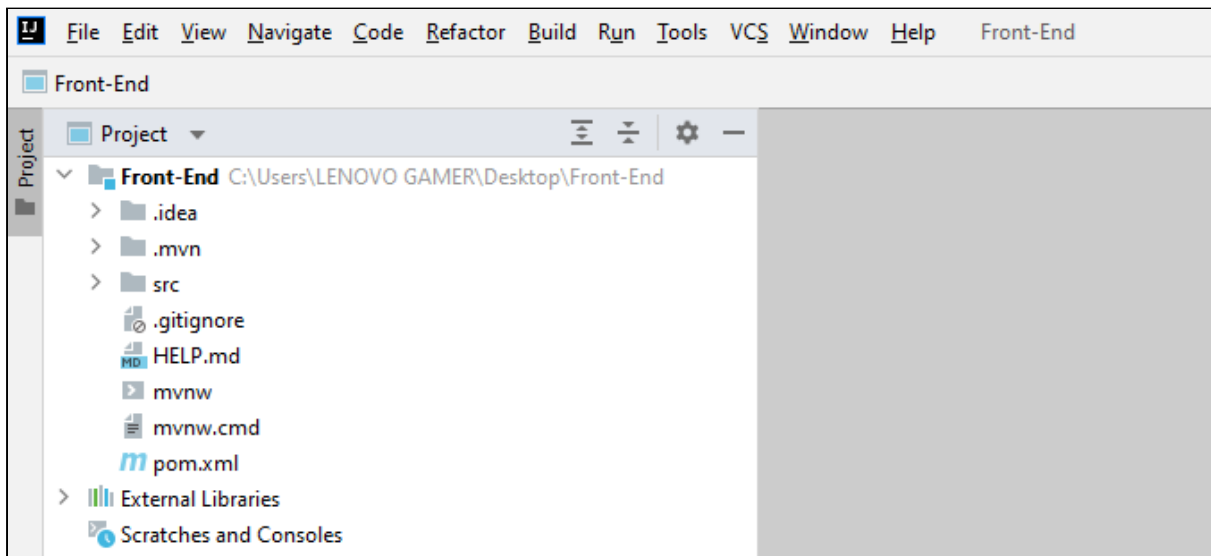 IJ File Edit View Navigate Code Refactor Build Run Tools VCS Window Help Front-End
Front-End
Project
Project
Front-End C:\Users\LENOVO GAMER\Desktop\Front-End
.idea
.mvn
src
.gitignore
MD HELP.md
mvnw
mvnw.cmd
m pom.xml
External Libraries
Scratches and Consoles